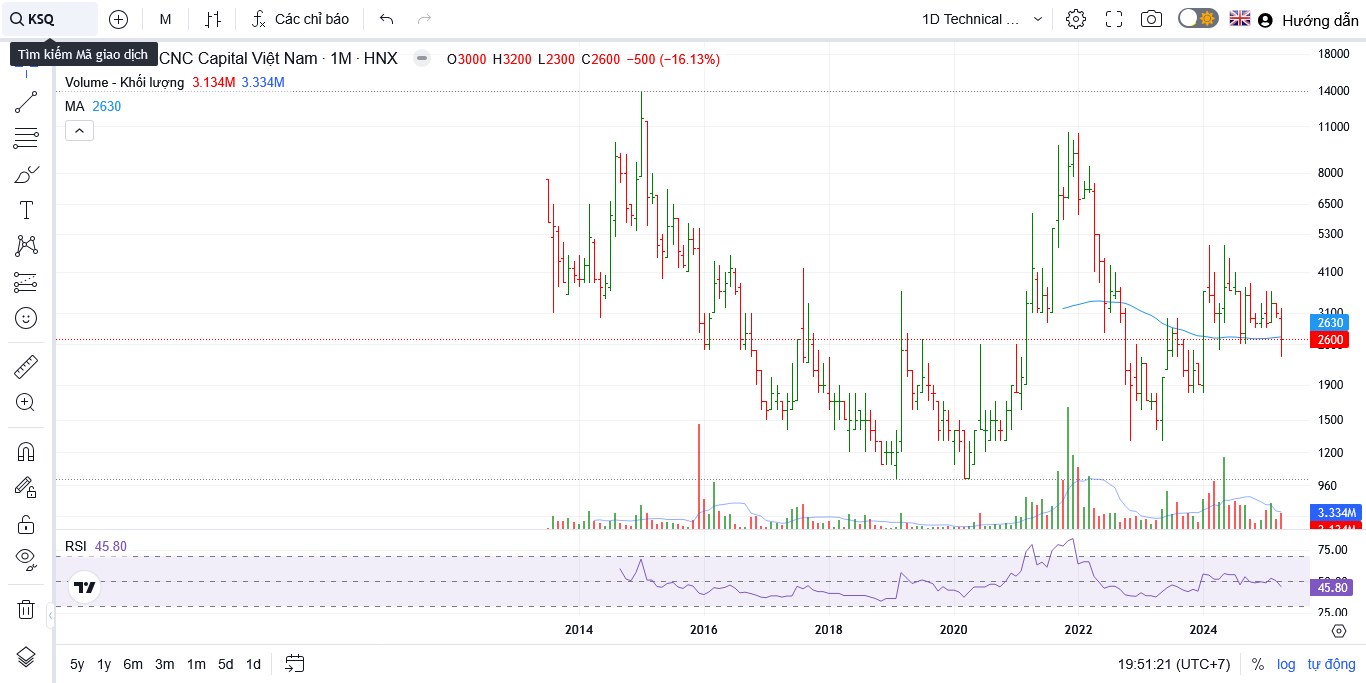 KSQ
M
Các chỉ báo
1D Technical ...
Hướng dẫn
Tìm kiếm Mã giao dịch
CNC Capital Việt Nam · 1M · HNX
O3000 H3200 L2300 C2600 −500 (−16.13%)
Volume - Khối lượng 3.134M 3.334M
MA 2630
18000
14000
11000
8000
6500
5300
4100
3100
2630
2600
1900
1500
1200
960
3.334M
3.134M
RSI 45.80
75.00
50.00
45.80
25.00
2014 2016 2018 2020 2022 2024
5y 1y 6m 3m 1m 5d 1d
19:51:21 (UTC+7) % log tự động